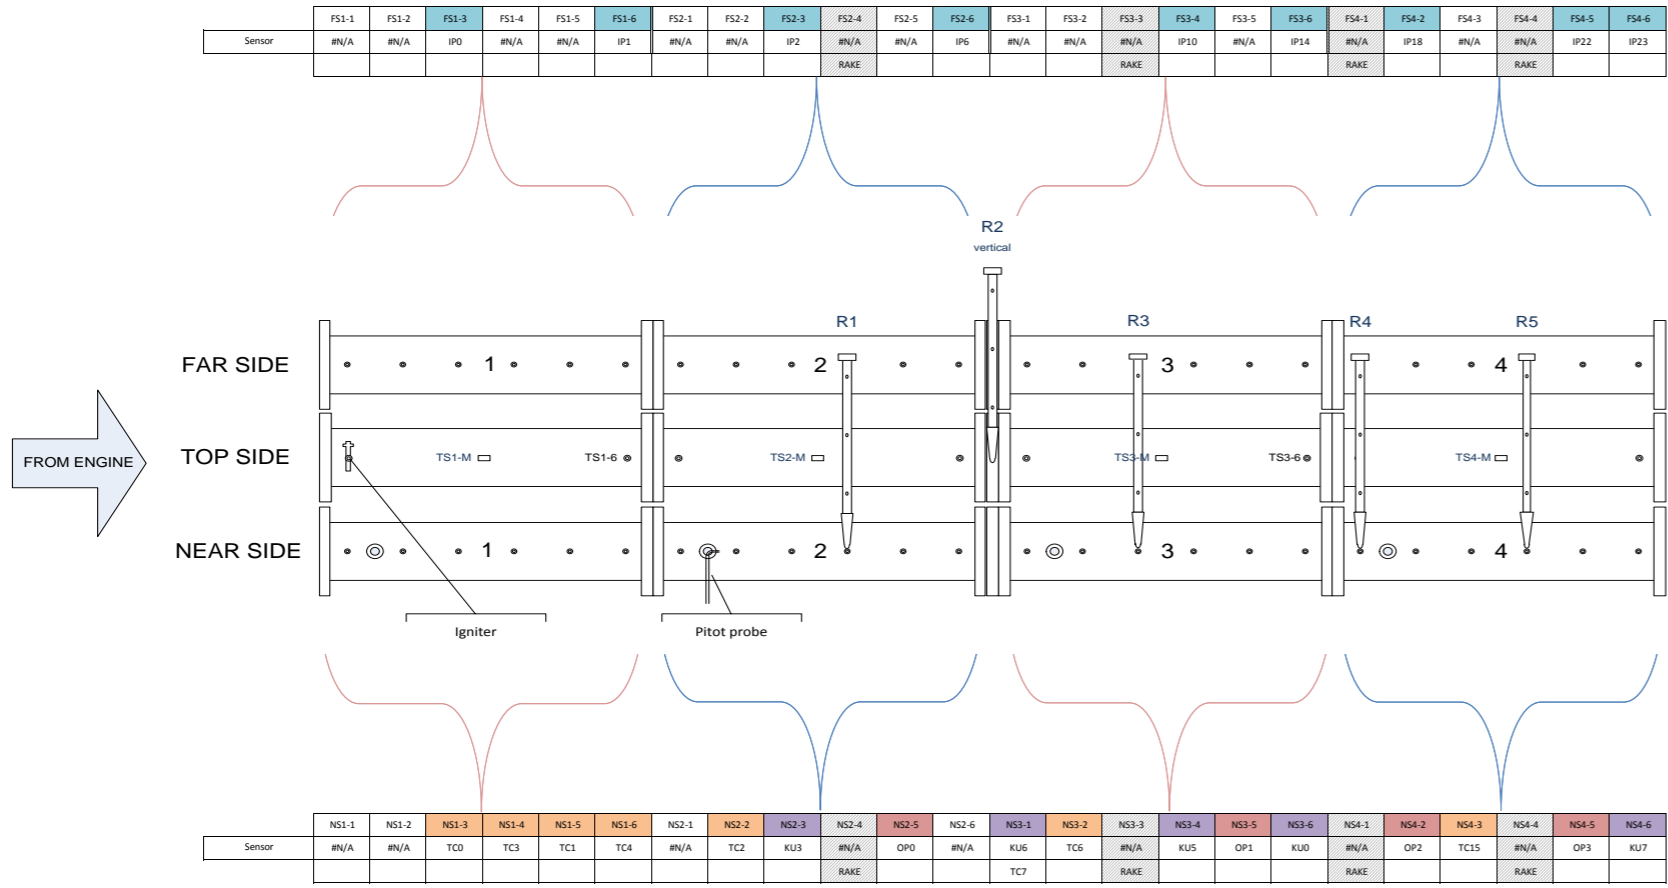 FS1-1 FS1-2 FS1-3 FS1-4 FS1-5 FS1-6 FS2-1 FS2-2 FS2-3 FS2-4 FS2-5 FS2-6 FS3-1 FS3-2 FS3-3 FS3-4 FS3-5 FS3-6 FS4-1 FS4-2 FS4-3 FS4-4 FS4-5 FS4-6
Sensor #N/A #N/A IP0 #N/A #N/A IP1 #N/A #N/A IP2 #N/A #N/A IP6 #N/A #N/A #N/A IP10 #N/A IP14 #N/A IP18 #N/A #N/A IP22 IP23
RAKE RAKE RAKE RAKE
R2
vertical
R1 R3 R4 R5
FAR SIDE 1 2 3 4
FROM ENGINE
TOP SIDE TS1-M TS1-6 TS2-M TS3-M TS3-6 TS4-M
NEAR SIDE 1 2 3 4
Igniter Pitot probe
NS1-1 NS1-2 NS1-3 NS1-4 NS1-5 NS1-6 NS2-1 NS2-2 NS2-3 NS2-4 NS2-5 NS2-6 NS3-1 NS3-2 NS3-3 NS3-4 NS3-5 NS3-6 NS4-1 NS4-2 NS4-3 NS4-4 NS4-5 NS4-6
Sensor #N/A #N/A TC0 TC3 TC1 TC4 #N/A TC2 KU3 #N/A OP0 #N/A KU6 TC6 #N/A KU5 OP1 KU0 #N/A OP2 TC15 #N/A OP3 KU7
RAKE TC7 RAKE RAKE RAKE